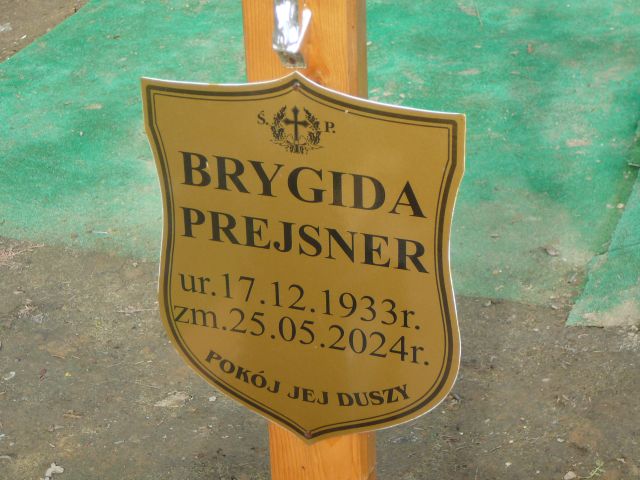 Ś. P.
BRYGIDA
PREJSNER
ur.17.12.1933r.
zm.25.05.2024r.
POKÓJ JEJ DUSZY